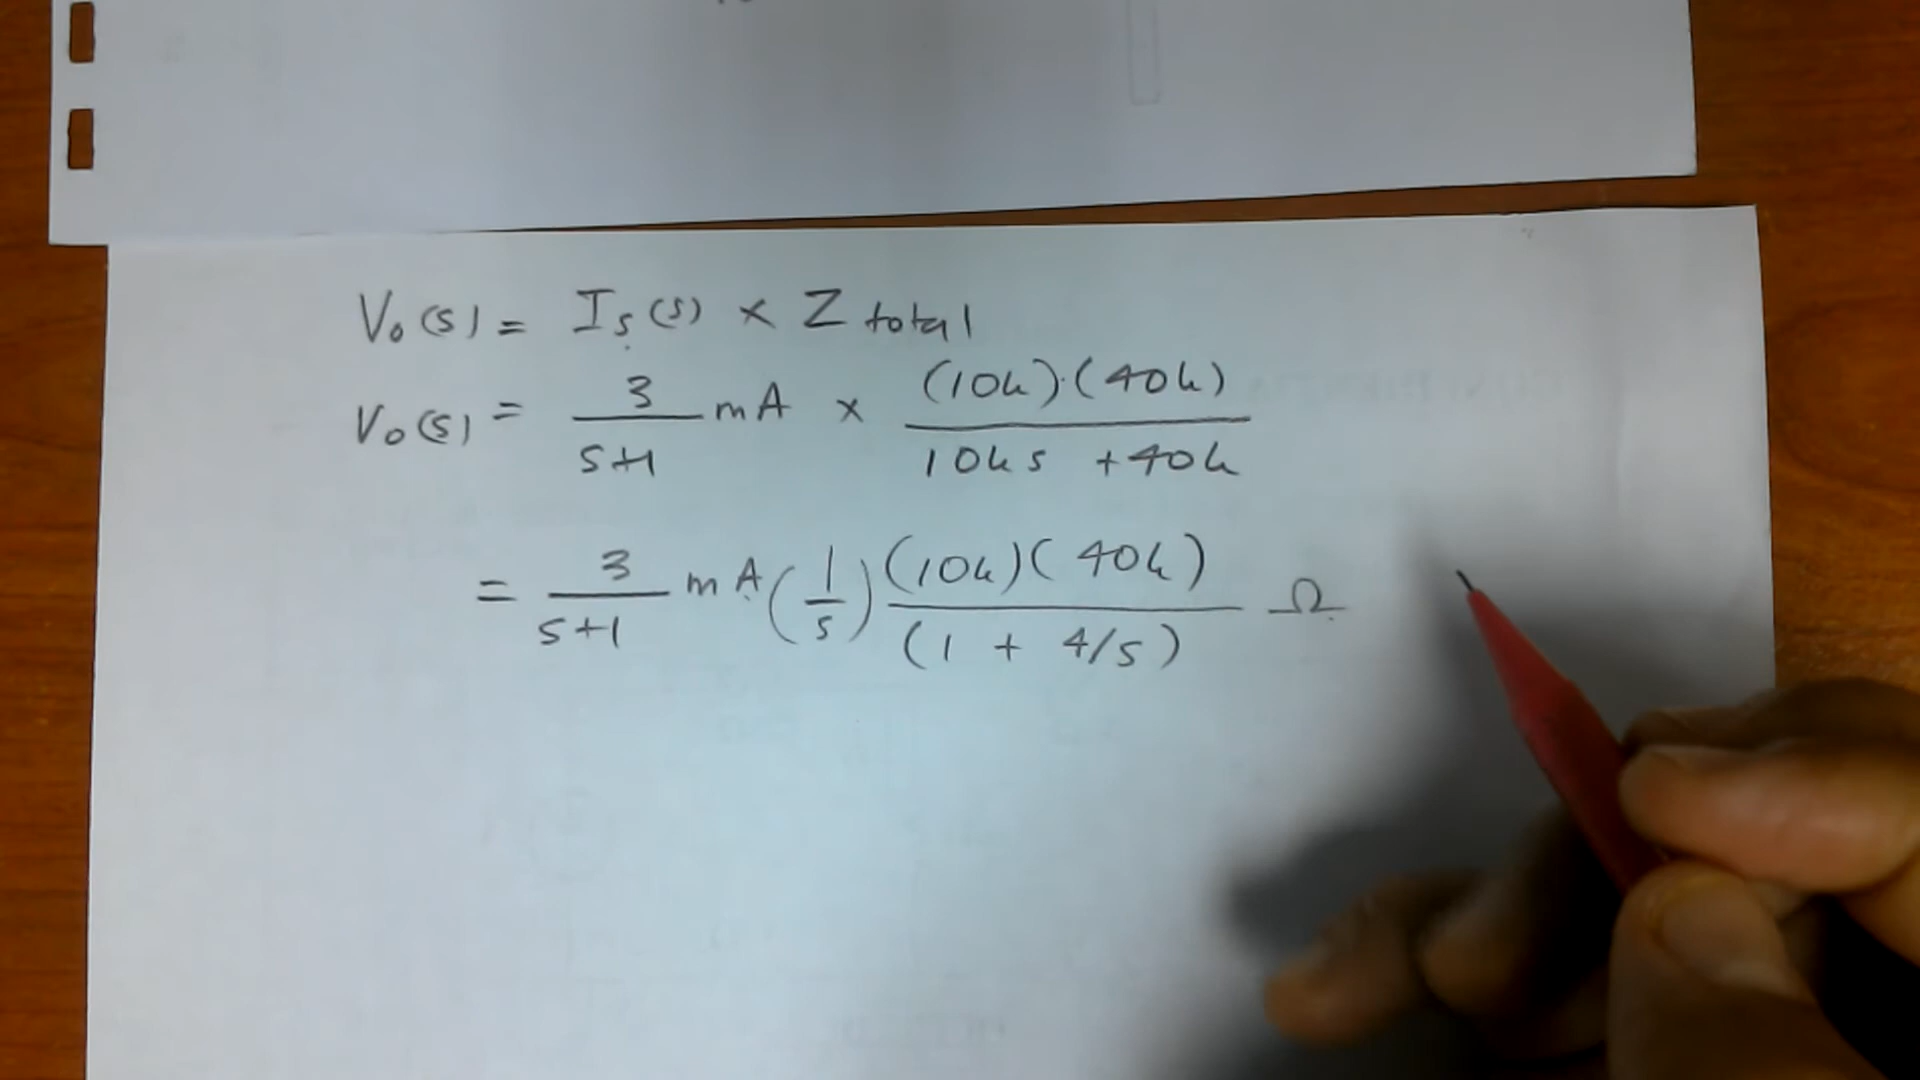 Vo(s) = Is(s) x Z total
Vo(s) = 3/(s+1) mA x (10k)·(40k)/(10ks + 40k)
= 3/(s+1) mA (1/s) (10k)(40k)/(1 + 4/s) Ω